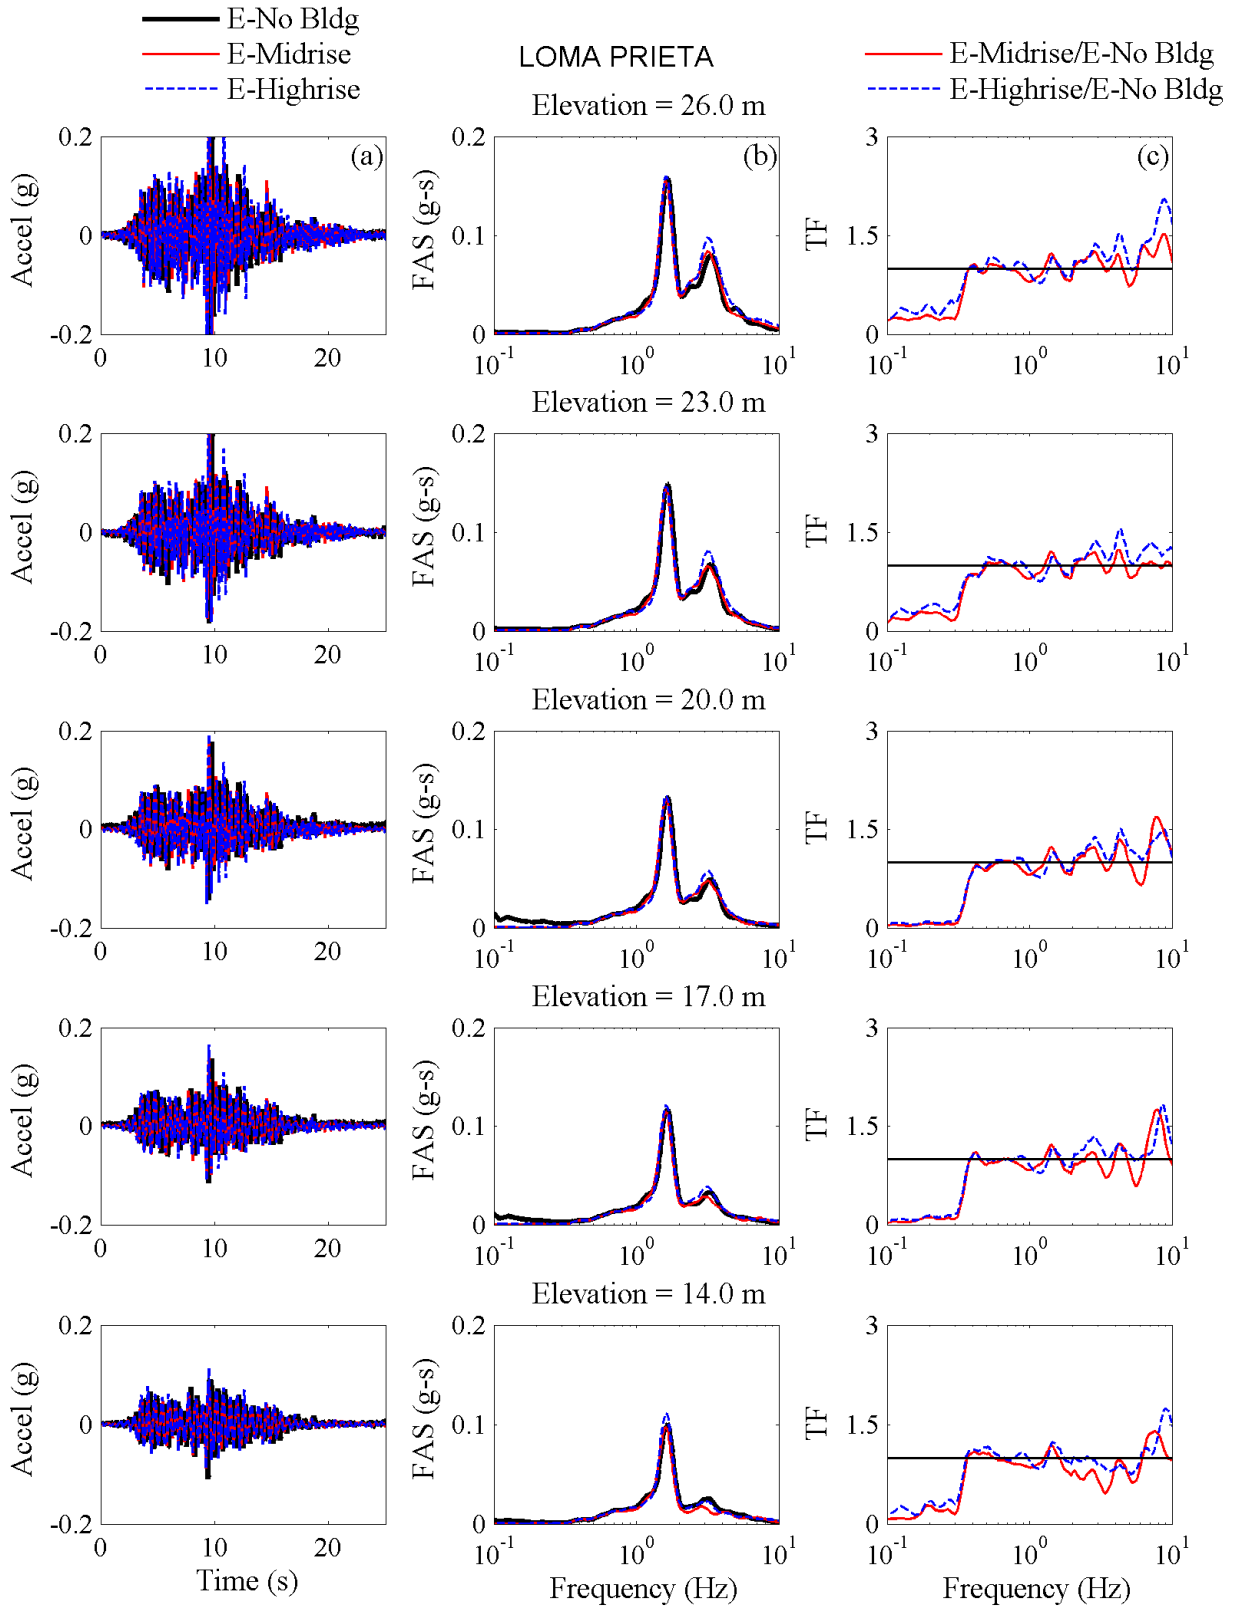 E-No Bldg
E-Midrise
E-Highrise
LOMA PRIETA
E-Midrise/E-No Bldg
E-Highrise/E-No Bldg
Elevation = 26.0 m
(a)
(b)
(c)
Accel (g)
0.2
0
-0.2
0 10 20
FAS (g-s)
0.2
0.1
0
10-1 100 101
TF
3
1.5
0
10-1 100 101
Elevation = 23.0 m
Accel (g)
0.2
0
-0.2
0 10 20
FAS (g-s)
0.2
0.1
0
10-1 100 101
TF
3
1.5
0
10-1 100 101
Elevation = 20.0 m
Accel (g)
0.2
0
-0.2
0 10 20
FAS (g-s)
0.2
0.1
0
10-1 100 101
TF
3
1.5
0
10-1 100 101
Elevation = 17.0 m
Accel (g)
0.2
0
-0.2
0 10 20
FAS (g-s)
0.2
0.1
0
10-1 100 101
TF
3
1.5
0
10-1 100 101
Elevation = 14.0 m
Accel (g)
0.2
0
-0.2
0 10 20
Time (s)
FAS (g-s)
0.2
0.1
0
10-1 100 101
Frequency (Hz)
TF
3
1.5
0
10-1 100 101
Frequency (Hz)